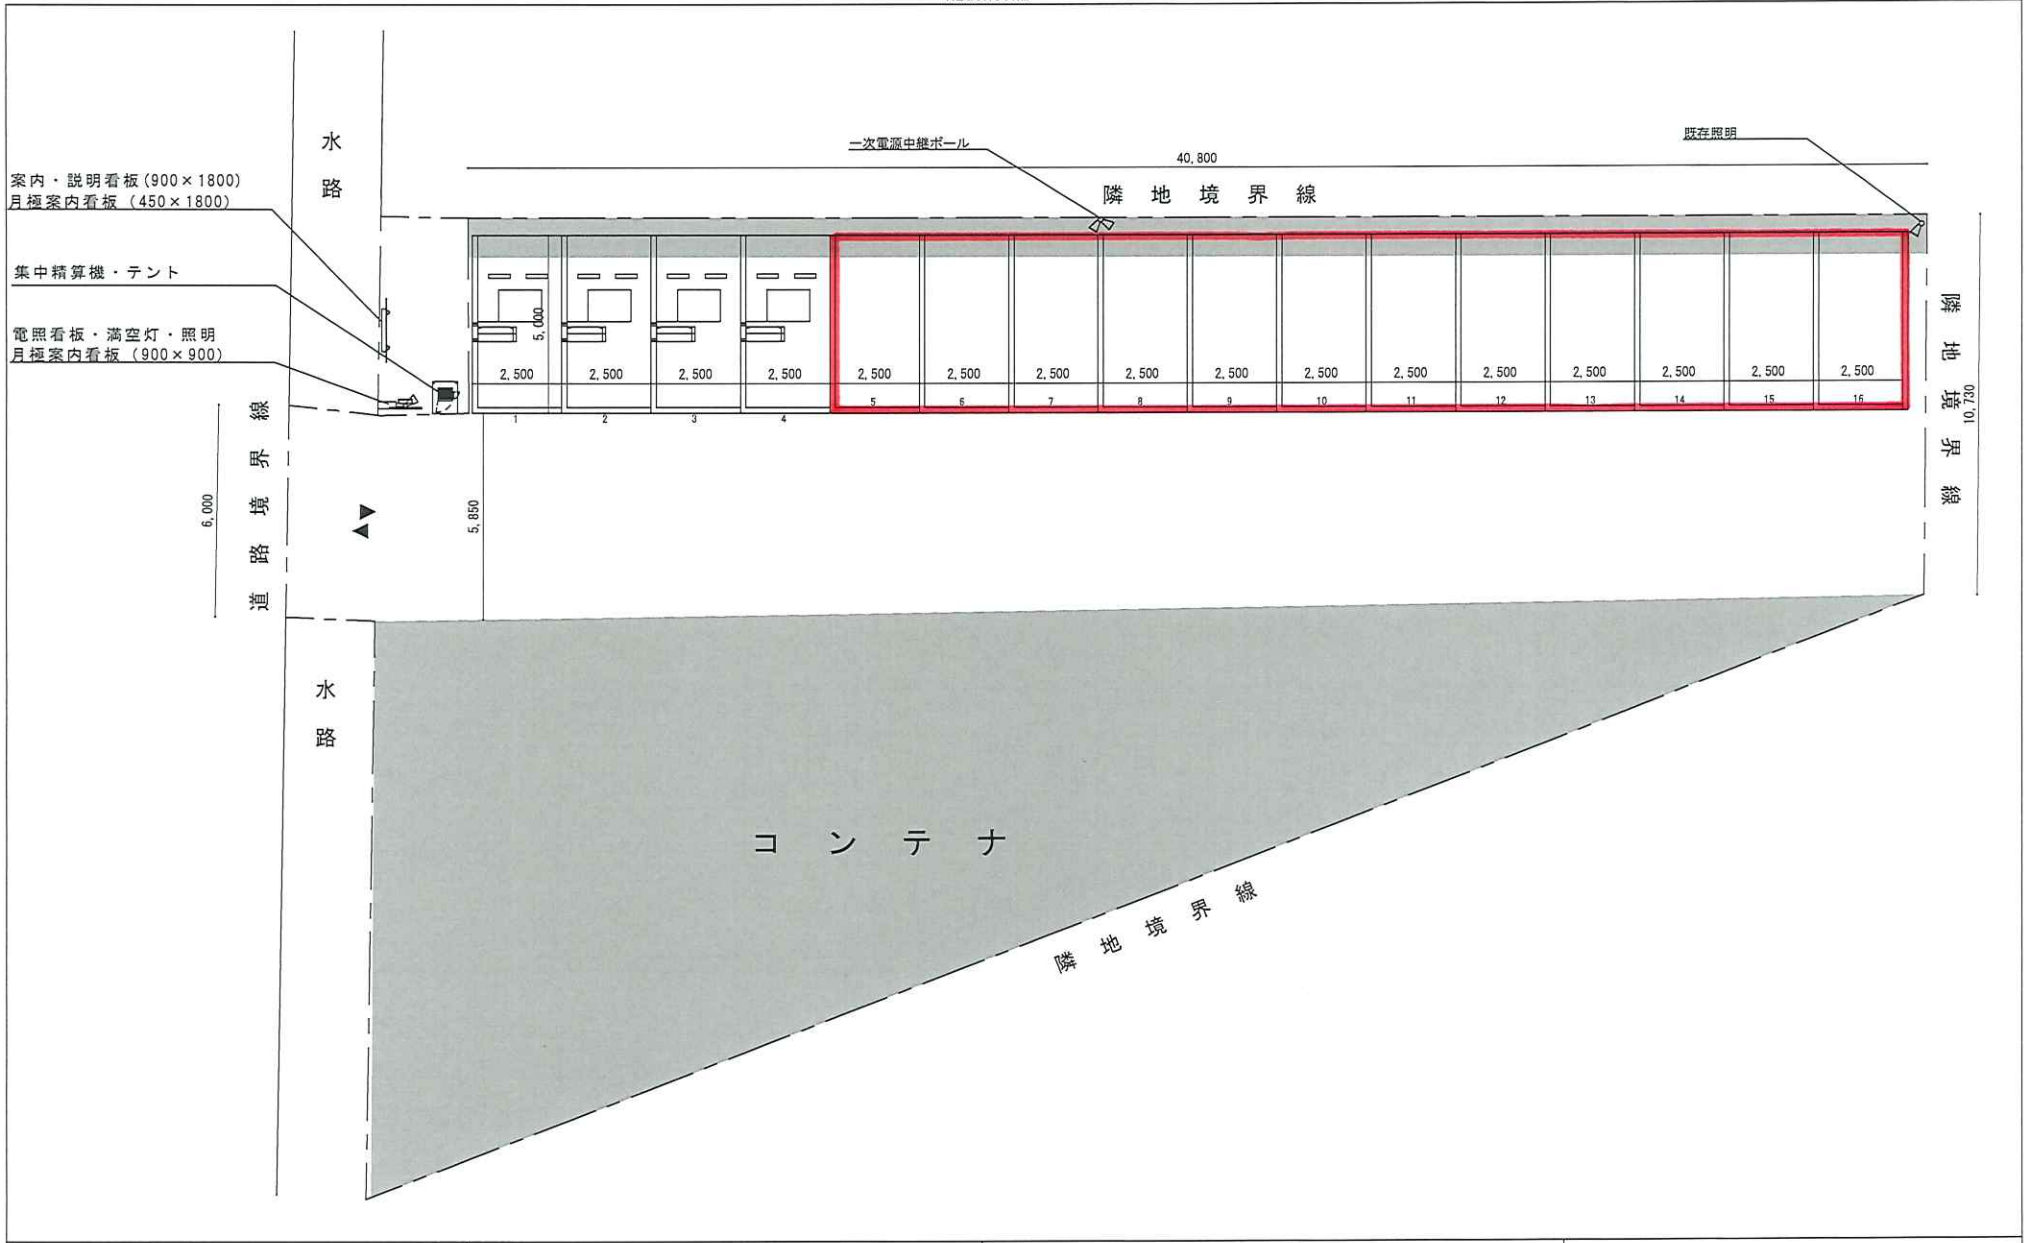 水路
一次電源中継ポール
既存照明
40,800
案内・説明看板(900×1800)
月極案内看板(450×1800)
隣地境界線
集中精算機・テント
電照看板・満空灯・照明
月極案内看板(900×900)
5,000
2,500 2,500 2,500 2,500 2,500 2,500 2,500 2,500 2,500 2,500 2,500 2,500 2,500 2,500 2,500 2,500
1 2 3 4 5 6 7 8 9 10 11 12 13 14 15 16
隣地境界線
10,730
道路境界線
6,000
5,850
水路
コンテナ
隣地境界線